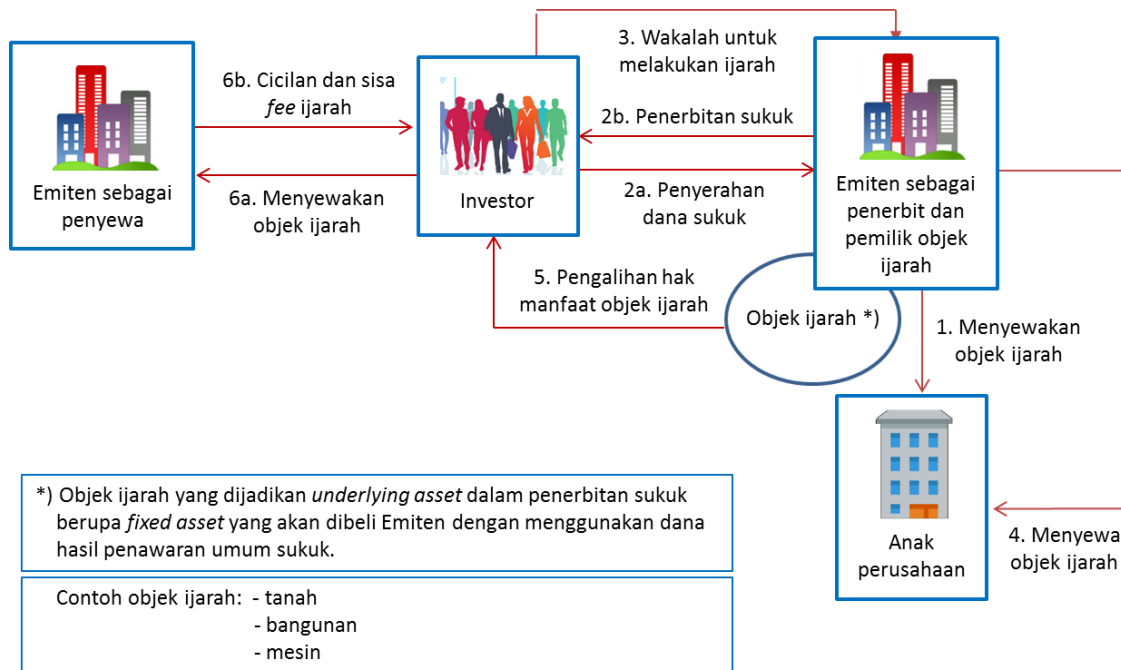 6b. Cicilan dan sisa
fee ijarah
Emiten sebagai
penyewa
6a. Menyewakan
objek ijarah
Investor
3. Wakalah untuk
melakukan ijarah
2b. Penerbitan sukuk
2a. Penyerahan
dana sukuk
Emiten sebagai
penerbit dan
pemilik objek
ijarah
5. Pengalihan hak
manfaat objek ijarah
Objek ijarah *)
1. Menyewakan
objek ijarah
Anak
perusahaan
4. Menyewa
objek ijarah
*) Objek ijarah yang dijadikan underlying asset dalam penerbitan sukuk
berupa fixed asset yang akan dibeli Emiten dengan menggunakan dana
hasil penawaran umum sukuk.
Contoh objek ijarah: - tanah
- bangunan
- mesin